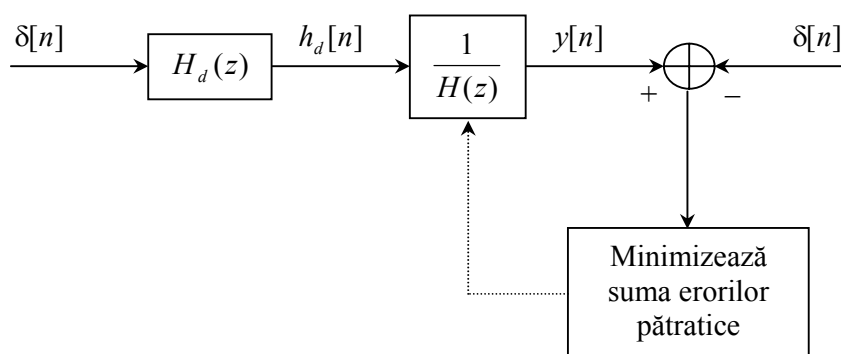 δ[n]
H_d(z)
h_d[n]
1
H(z)
y[n]
δ[n]
+
−
Minimizează
suma erorilor
pătratice